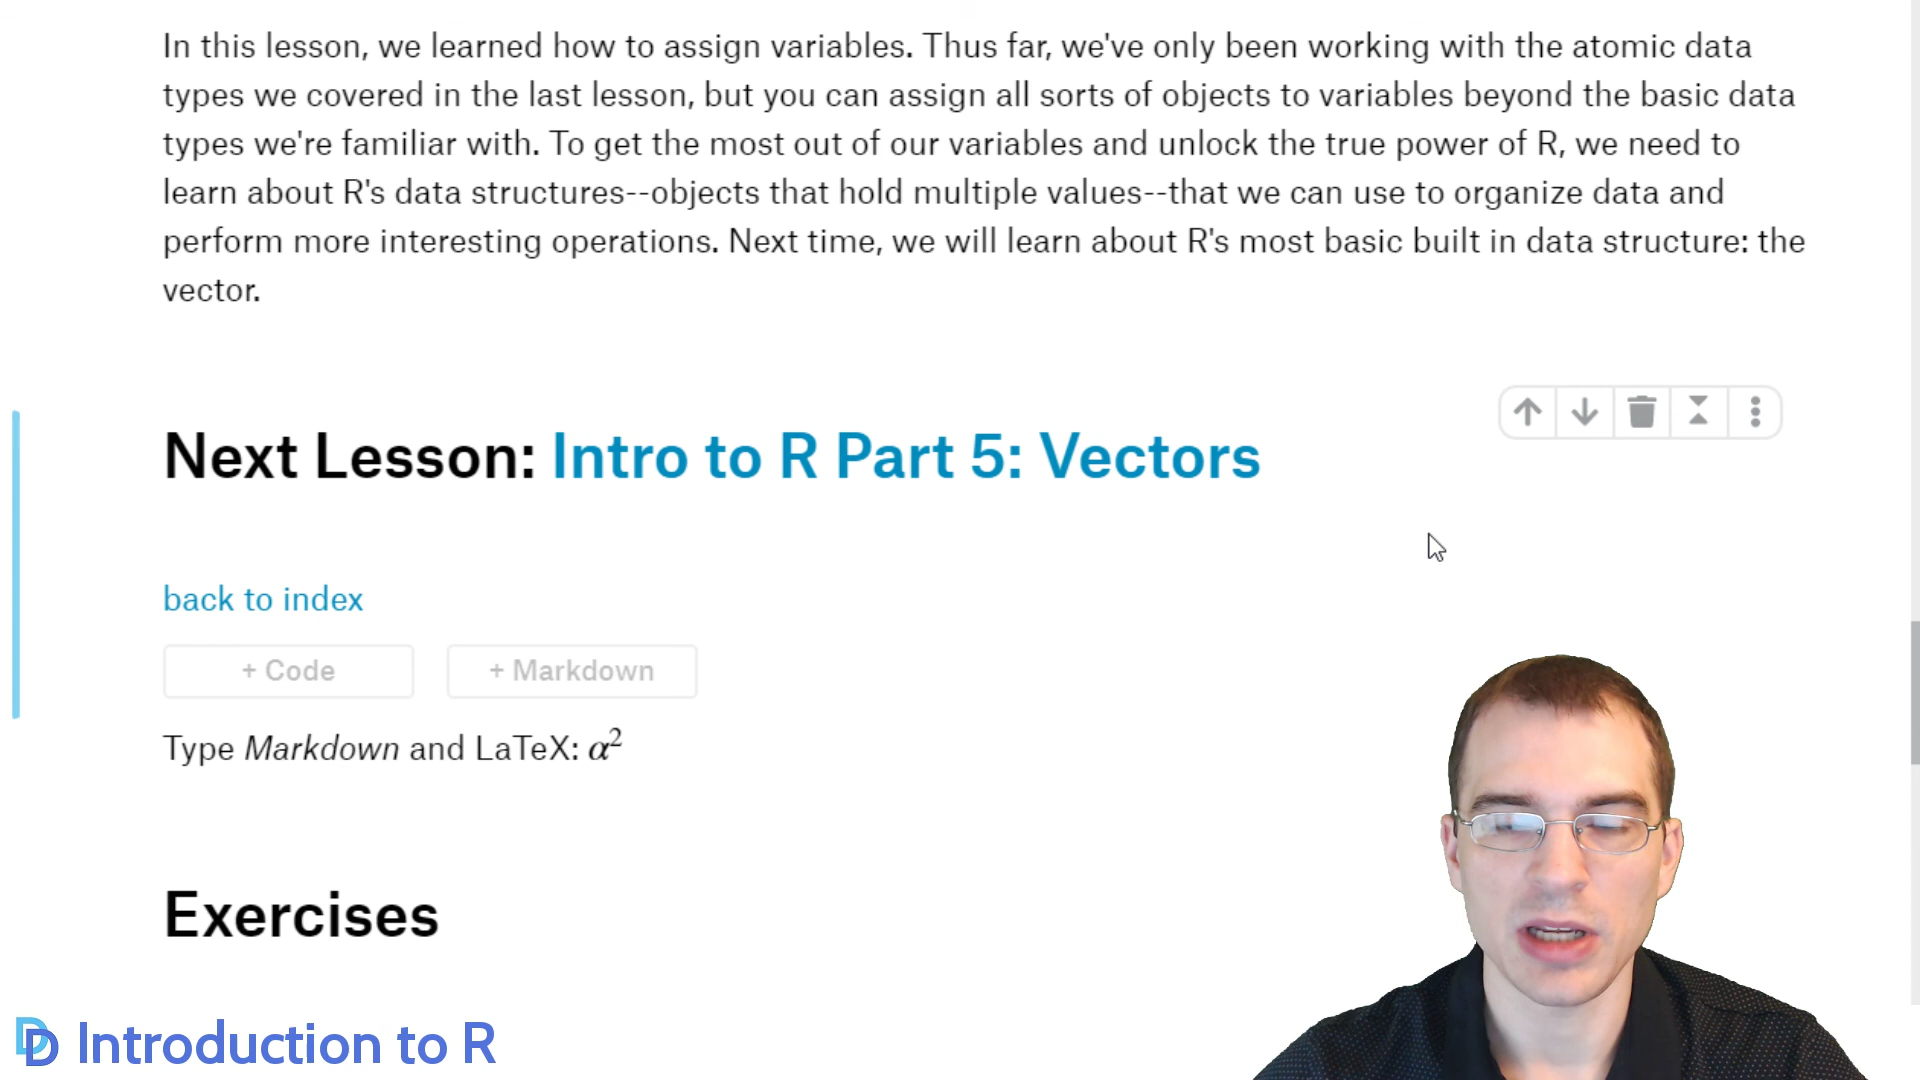 In this lesson, we learned how to assign variables. Thus far, we've only been working with the atomic data
types we covered in the last lesson, but you can assign all sorts of objects to variables beyond the basic data
types we're familiar with. To get the most out of our variables and unlock the true power of R, we need to
learn about R's data structures--objects that hold multiple values--that we can use to organize data and
perform more interesting operations. Next time, we will learn about R's most basic built in data structure: the
vector.
Next Lesson: Intro to R Part 5: Vectors
back to index
+ Code + Markdown
Type Markdown and LaTeX: α²
Exercises
DD Introduction to R